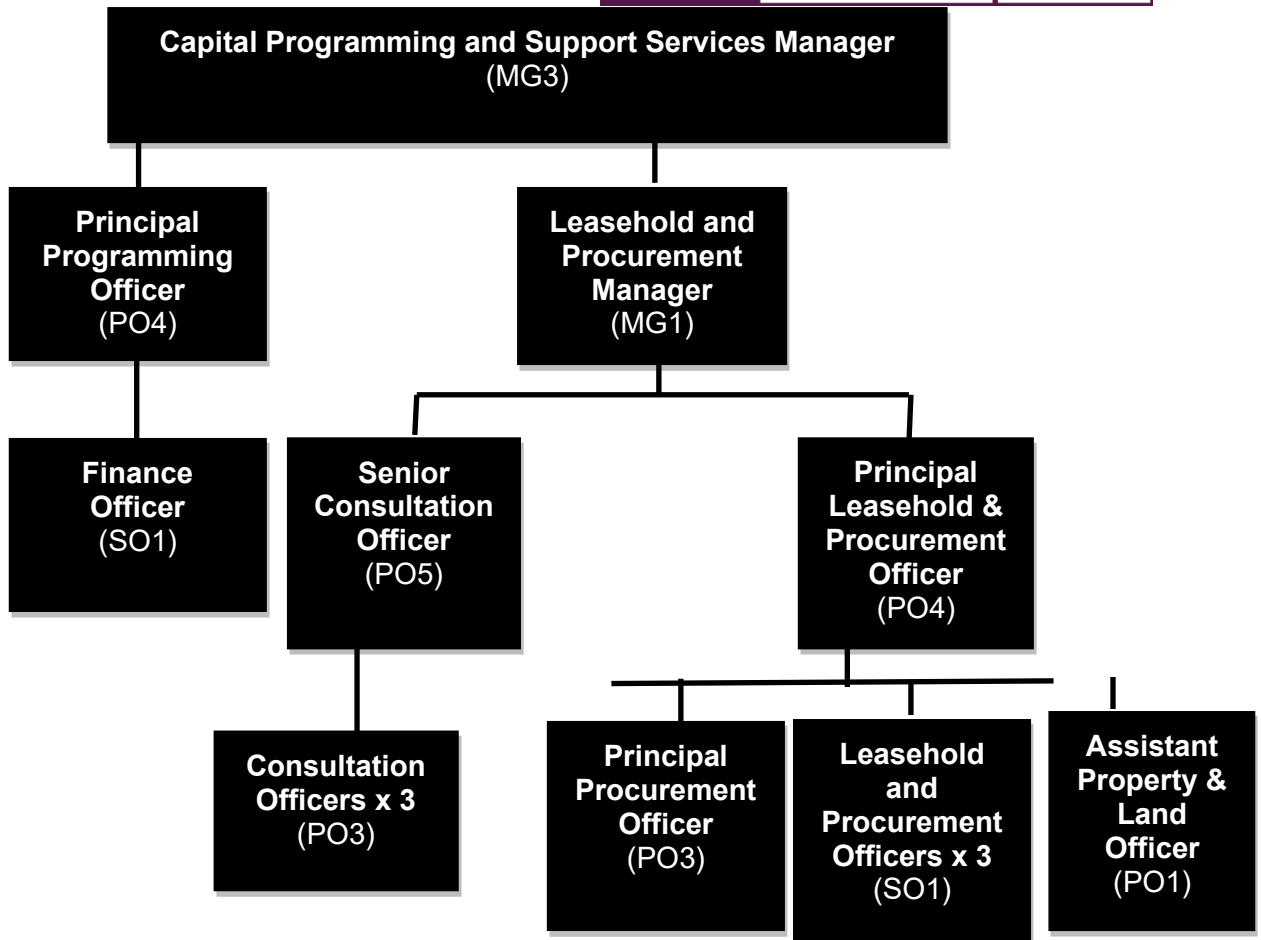 Capital Programming and Support Services Manager
(MG3)
Principal
Programming
Officer
(PO4)
Leasehold and
Procurement
Manager
(MG1)
Finance
Officer
(SO1)
Senior
Consultation
Officer
(PO5)
Principal
Leasehold &
Procurement
Officer
(PO4)
Consultation
Officers x 3
(PO3)
Principal
Procurement
Officer
(PO3)
Leasehold
and
Procurement
Officers x 3
(SO1)
Assistant
Property &
Land
Officer
(PO1)